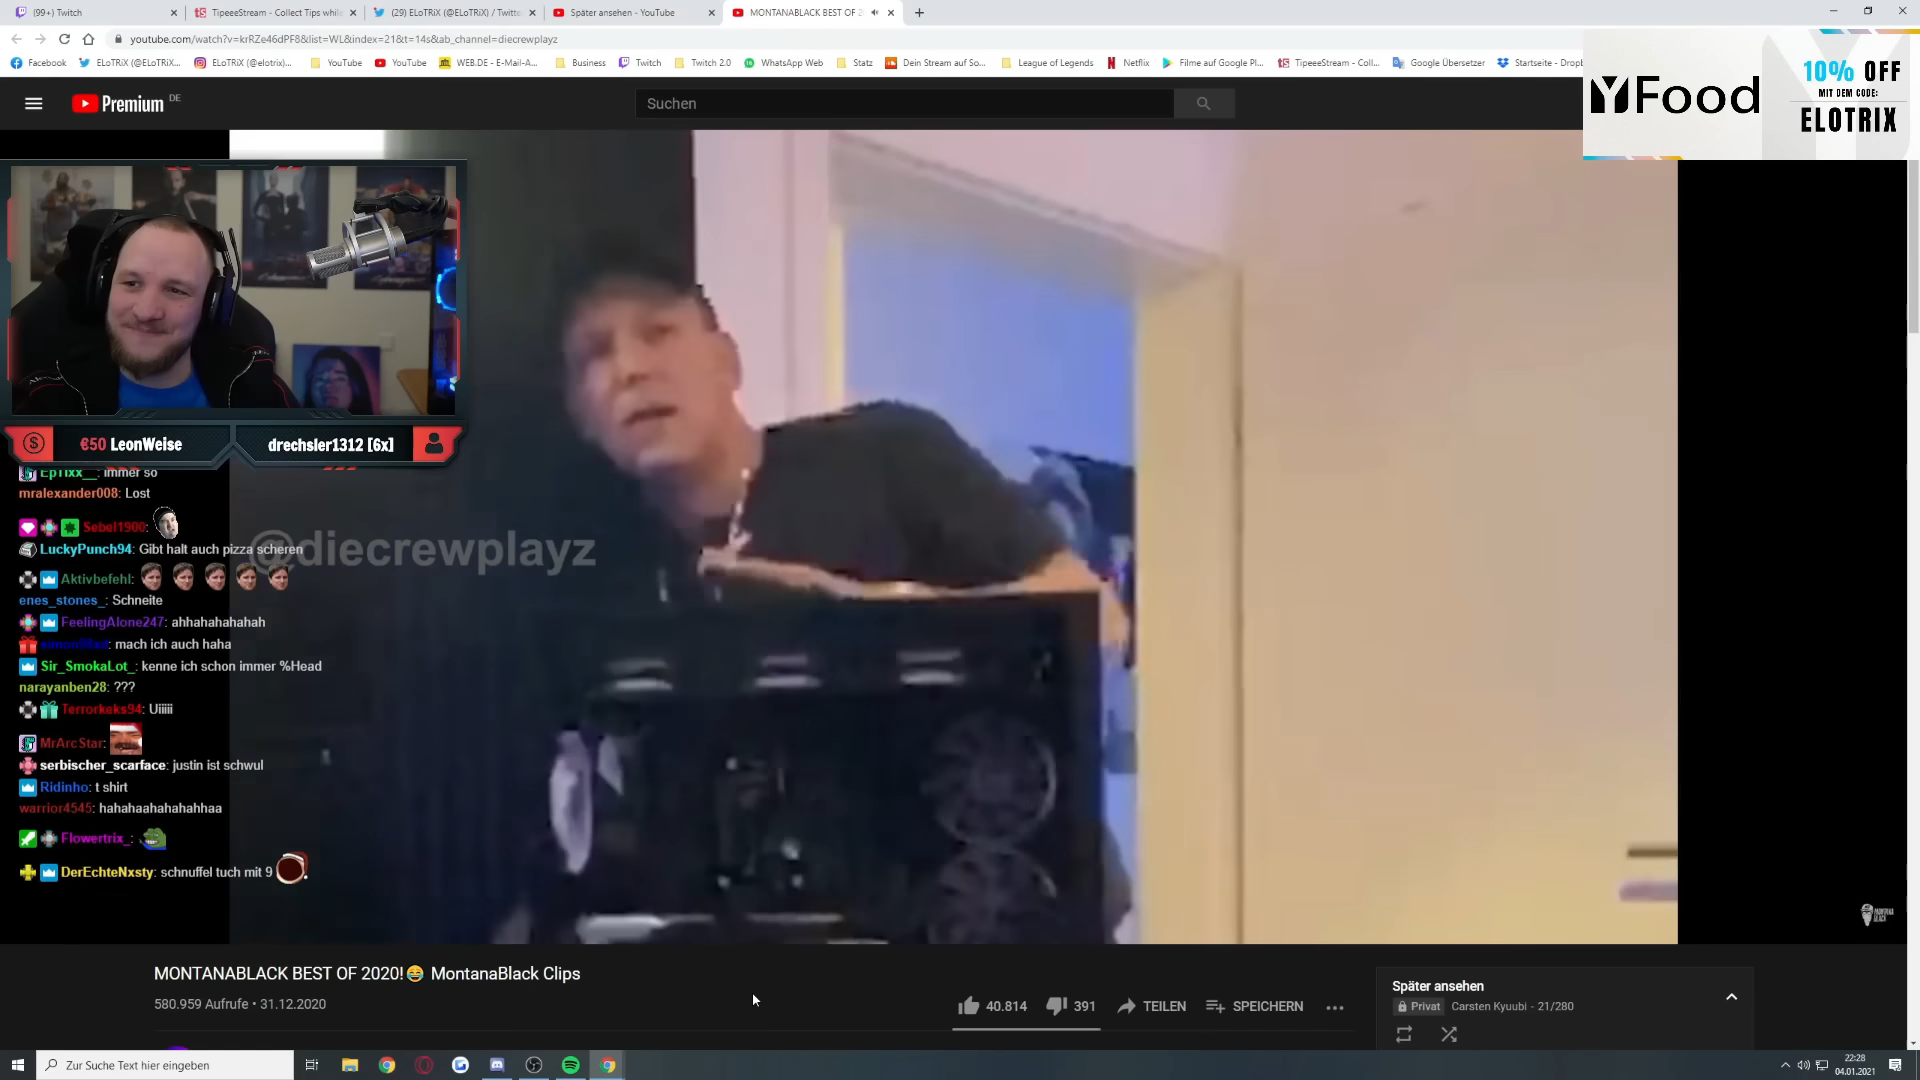 (99+) Twitch
TipeeeStream - Collect Tips while
(29) ELoTRiX (@ELoTRiX) / Twitte
Später ansehen - YouTube
MONTANABLACK BEST OF 2
youtube.com/watch?v=krRZe46dPF8&list=WL&index=21&t=14s&ab_channel=diecrewplayz
Facebook
ELoTRiX (@ELoTRiX...
ELoTRiX (@elotrix)...
YouTube
YouTube
WEB.DE - E-Mail-A...
Business
Twitch
Twitch 2.0
WhatsApp Web
Statz
Dein Stream auf So...
League of Legends
Netflix
Filme auf Google Pl...
TipeeeStream - Coll...
Google Übersetzer
Startseite - Dropb
Premium DE
Suchen
YFood
10% OFF
MIT DEM CODE:
ELOTRIX
€50 LeonWeise
drechsler1312 [6x]
EpTixx__: immer so
mralexander008: Lost
Sebel1900:
LuckyPunch94: Gibt halt auch pizza scheren
Aktivbefehl:
enes_stones_: Schneite
FeelingAlone247: ahhahahahahah
: mach ich auch haha
Sir_SmokaLot_: kenne ich schon immer %Head
narayanben28: ???
Terrorkeks94: Uiiiii
MrArcStar:
serbischer_scarface: justin ist schwul
Ridinho: t shirt
warrior4545: hahahaahahahahhaa
Flowertrix_:
DerEchteNxsty: schnuffel tuch mit 9
@diecrewplayz
MONTANABLACK BEST OF 2020!😂 MontanaBlack Clips
580.959 Aufrufe • 31.12.2020
40.814
391
TEILEN
SPEICHERN
Später ansehen
Privat
Carsten Kyuubi - 21/280
Zur Suche Text hier eingeben
22:28
04.01.2021